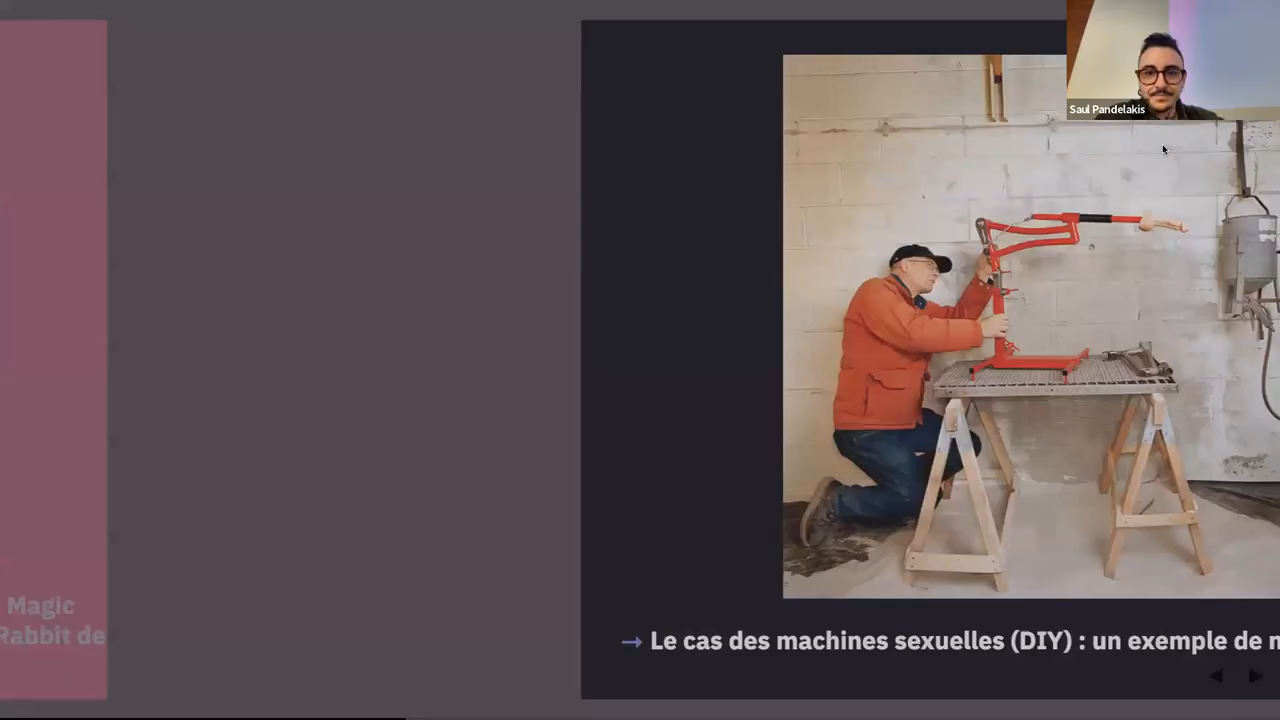 Saul Pandelakis
Magic
Rabbit de
→ Le cas des machines sexuelles (DIY) : un exemple de